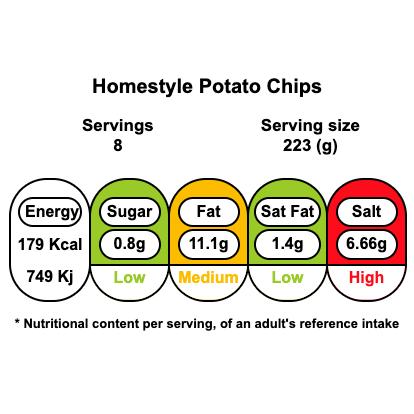 Homestyle Potato Chips
Servings
8
Serving size
223 (g)
Energy Sugar Fat Sat Fat Salt
179 Kcal 0.8g 11.1g 1.4g 6.66g
749 Kj Low Medium Low High
* Nutritional content per serving, of an adult's reference intake